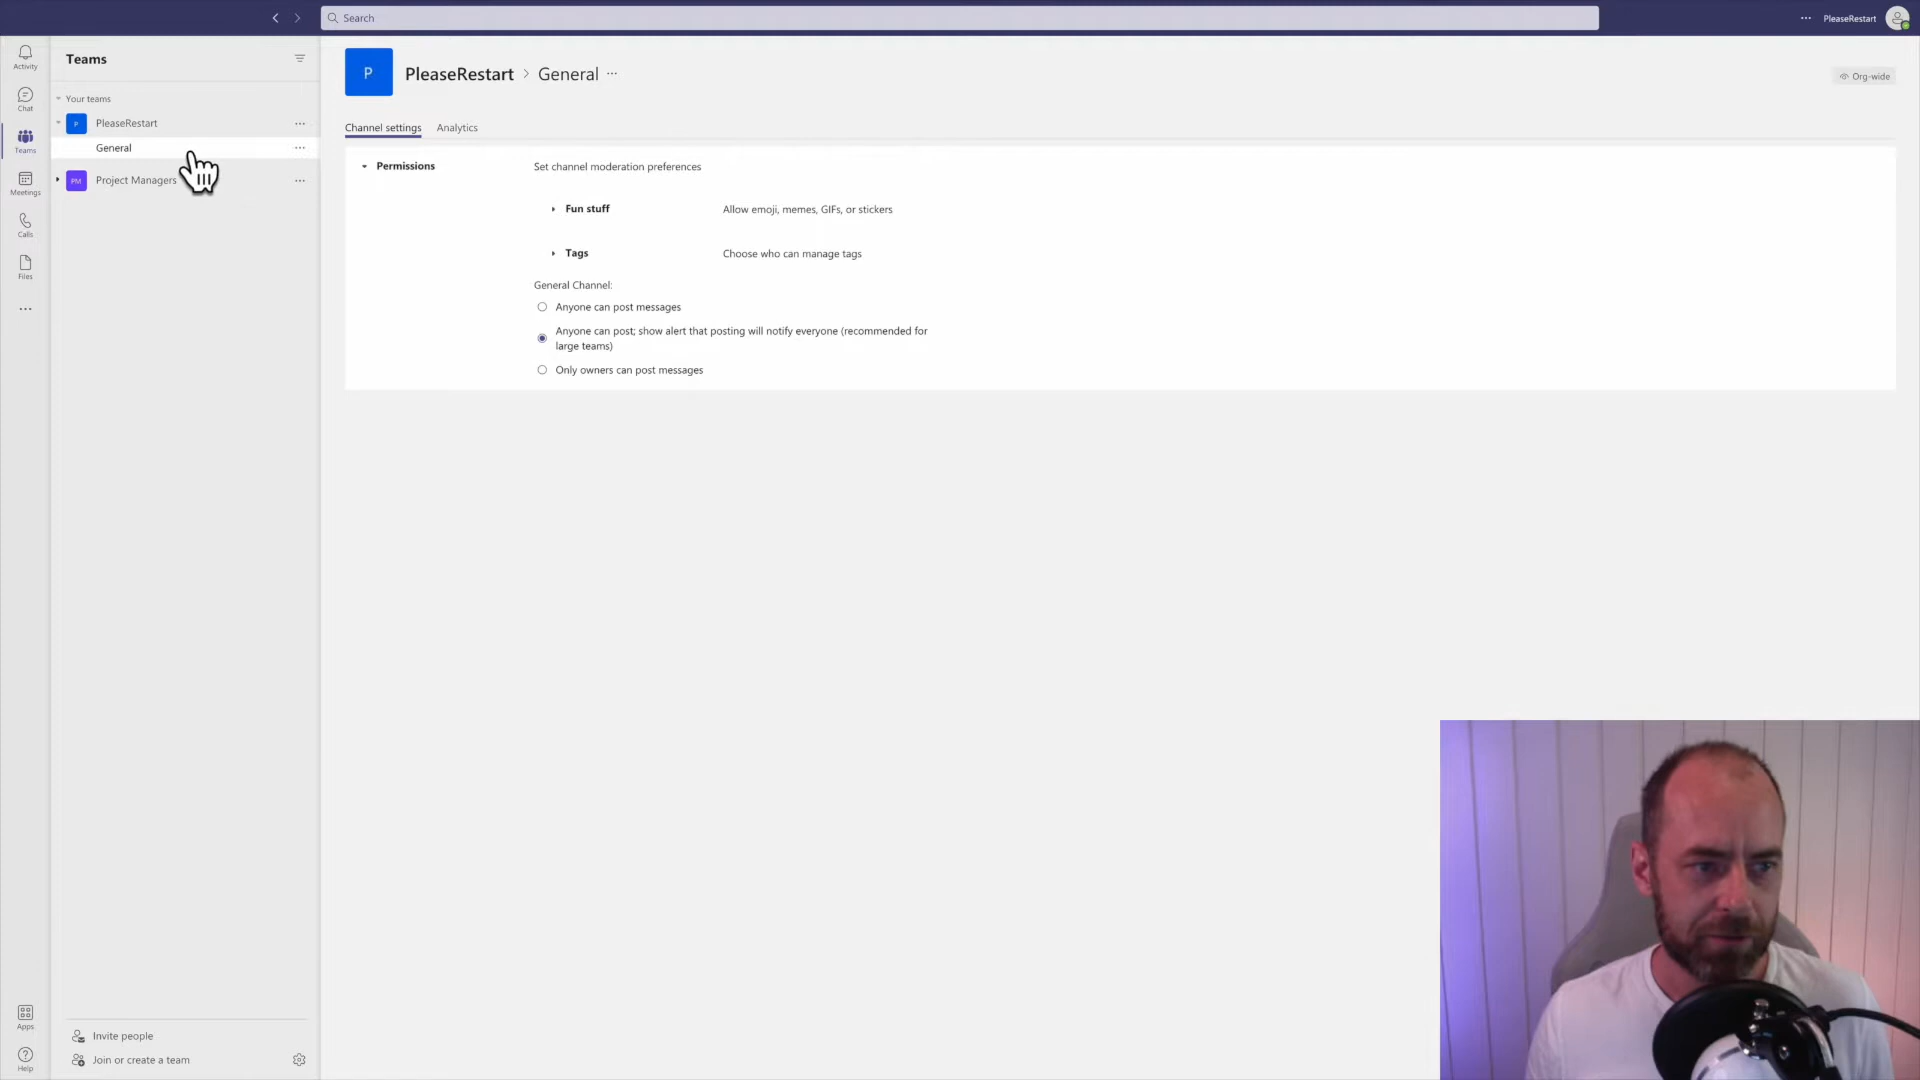 Search
PleaseRestart
Activity
Chat
Teams
Meetings
Calls
Files
Apps
Help
Teams
Your teams
P
PleaseRestart
General
PM
Project Managers
Invite people
Join or create a team
P
PleaseRestart > General
Org-wide
Channel settings
Analytics
Permissions
Set channel moderation preferences
Fun stuff
Allow emoji, memes, GIFs, or stickers
Tags
Choose who can manage tags
General Channel:
Anyone can post messages
Anyone can post; show alert that posting will notify everyone (recommended for
large teams)
Only owners can post messages